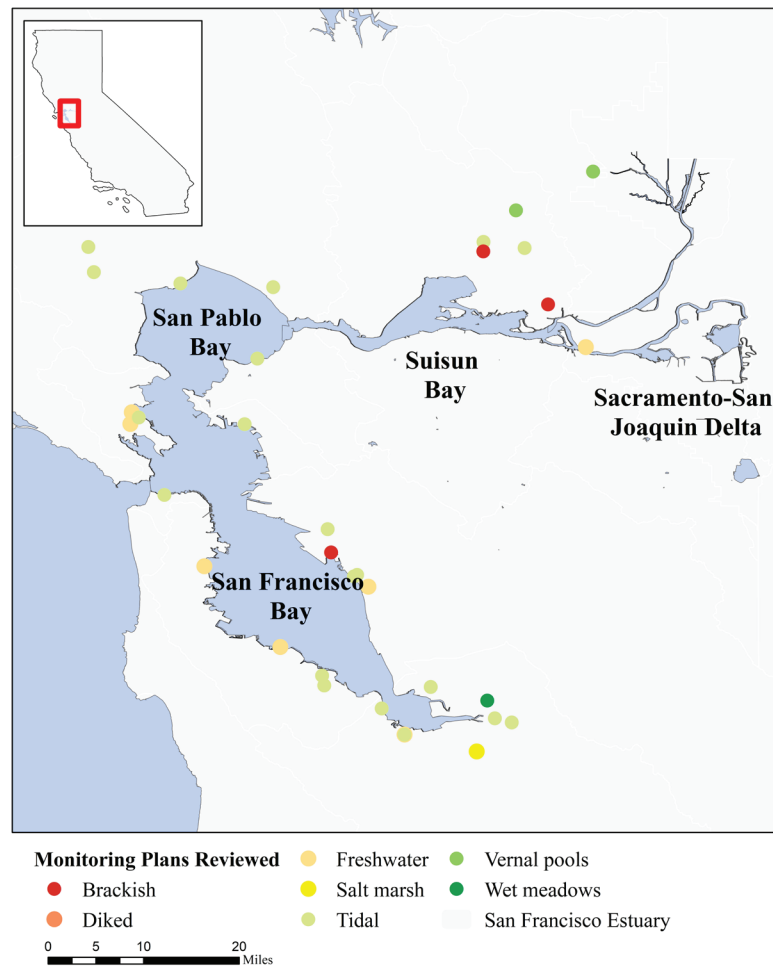 San Pablo
Bay
Suisun
Bay
Sacramento-San
Joaquin Delta
San Francisco
Bay
Monitoring Plans Reviewed
Brackish
Diked
Freshwater
Salt marsh
Tidal
Vernal pools
Wet meadows
San Francisco Estuary
0 5 10 20
Miles